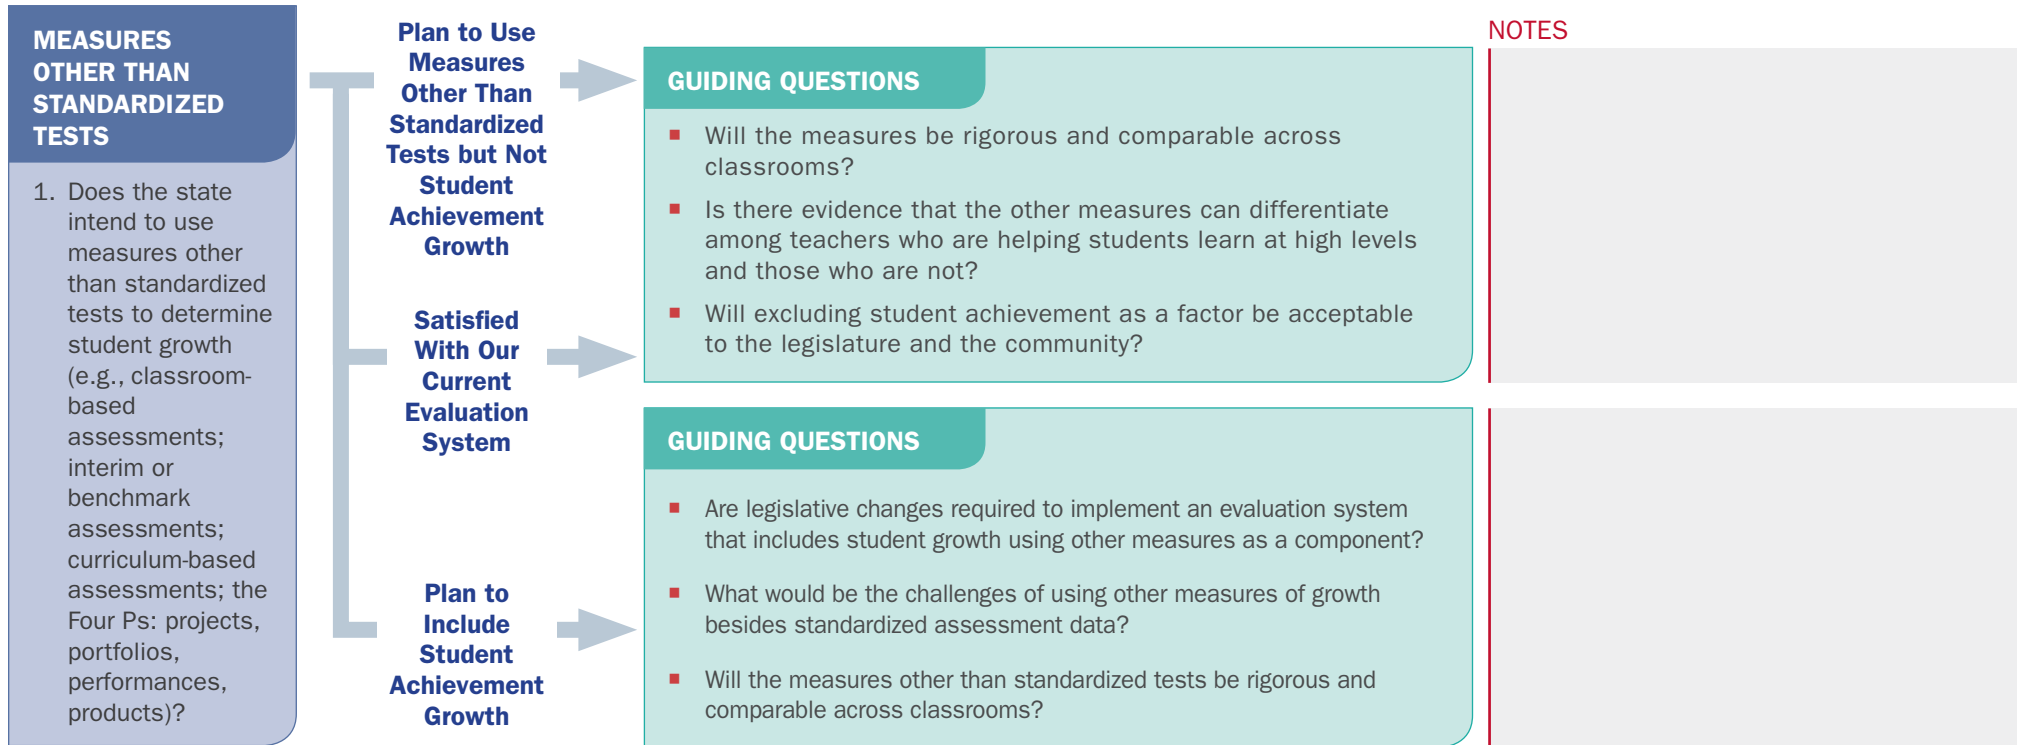 MEASURES
OTHER THAN
STANDARDIZED
TESTS
1. Does the state
intend to use
measures other
than standardized
tests to determine
student growth
(e.g., classroom-
based
assessments;
interim or
benchmark
assessments;
curriculum-based
assessments; the
Four Ps: projects,
portfolios,
performances,
products)?
Plan to Use
Measures
Other Than
Standardized
Tests but Not
Student
Achievement
Growth
Satisfied
With Our
Current
Evaluation
System
Plan to
Include
Student
Achievement
Growth
GUIDING QUESTIONS
▪ Will the measures be rigorous and comparable across
classrooms?
▪ Is there evidence that the other measures can differentiate
among teachers who are helping students learn at high levels
and those who are not?
▪ Will excluding student achievement as a factor be acceptable
to the legislature and the community?
GUIDING QUESTIONS
▪ Are legislative changes required to implement an evaluation system
that includes student growth using other measures as a component?
▪ What would be the challenges of using other measures of growth
besides standardized assessment data?
▪ Will the measures other than standardized tests be rigorous and
comparable across classrooms?
NOTES